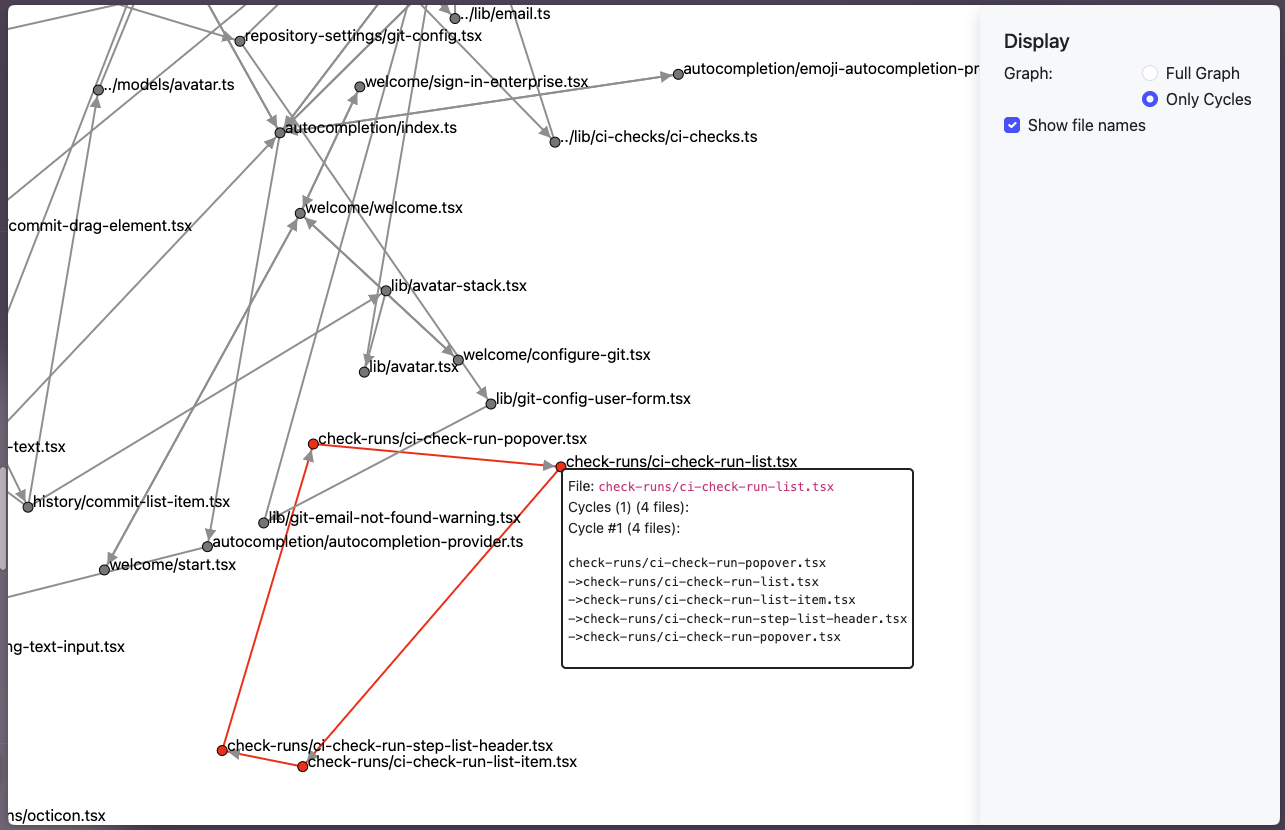 ../lib/email.ts
repository-settings/git-config.tsx
autocompletion/emoji-autocompletion-pr
welcome/sign-in-enterprise.tsx
../models/avatar.ts
autocompletion/index.ts
../lib/ci-checks/ci-checks.ts
welcome/welcome.tsx
/commit-drag-element.tsx
lib/avatar-stack.tsx
welcome/configure-git.tsx
lib/avatar.tsx
lib/git-config-user-form.tsx
check-runs/ci-check-run-popover.tsx
-text.tsx
check-runs/ci-check-run-list.tsx
File: check-runs/ci-check-run-list.tsx
Cycles (1) (4 files):
Cycle #1 (4 files):
check-runs/ci-check-run-popover.tsx
->check-runs/ci-check-run-list.tsx
->check-runs/ci-check-run-list-item.tsx
->check-runs/ci-check-run-step-list-header.tsx
->check-runs/ci-check-run-popover.tsx
history/commit-list-item.tsx
lib/git-email-not-found-warning.tsx
autocompletion/autocompletion-provider.ts
welcome/start.tsx
ng-text-input.tsx
check-runs/ci-check-run-step-list-header.tsx
check-runs/ci-check-run-list-item.tsx
ns/octicon.tsx
Display
Graph:
Full Graph
Only Cycles
Show file names